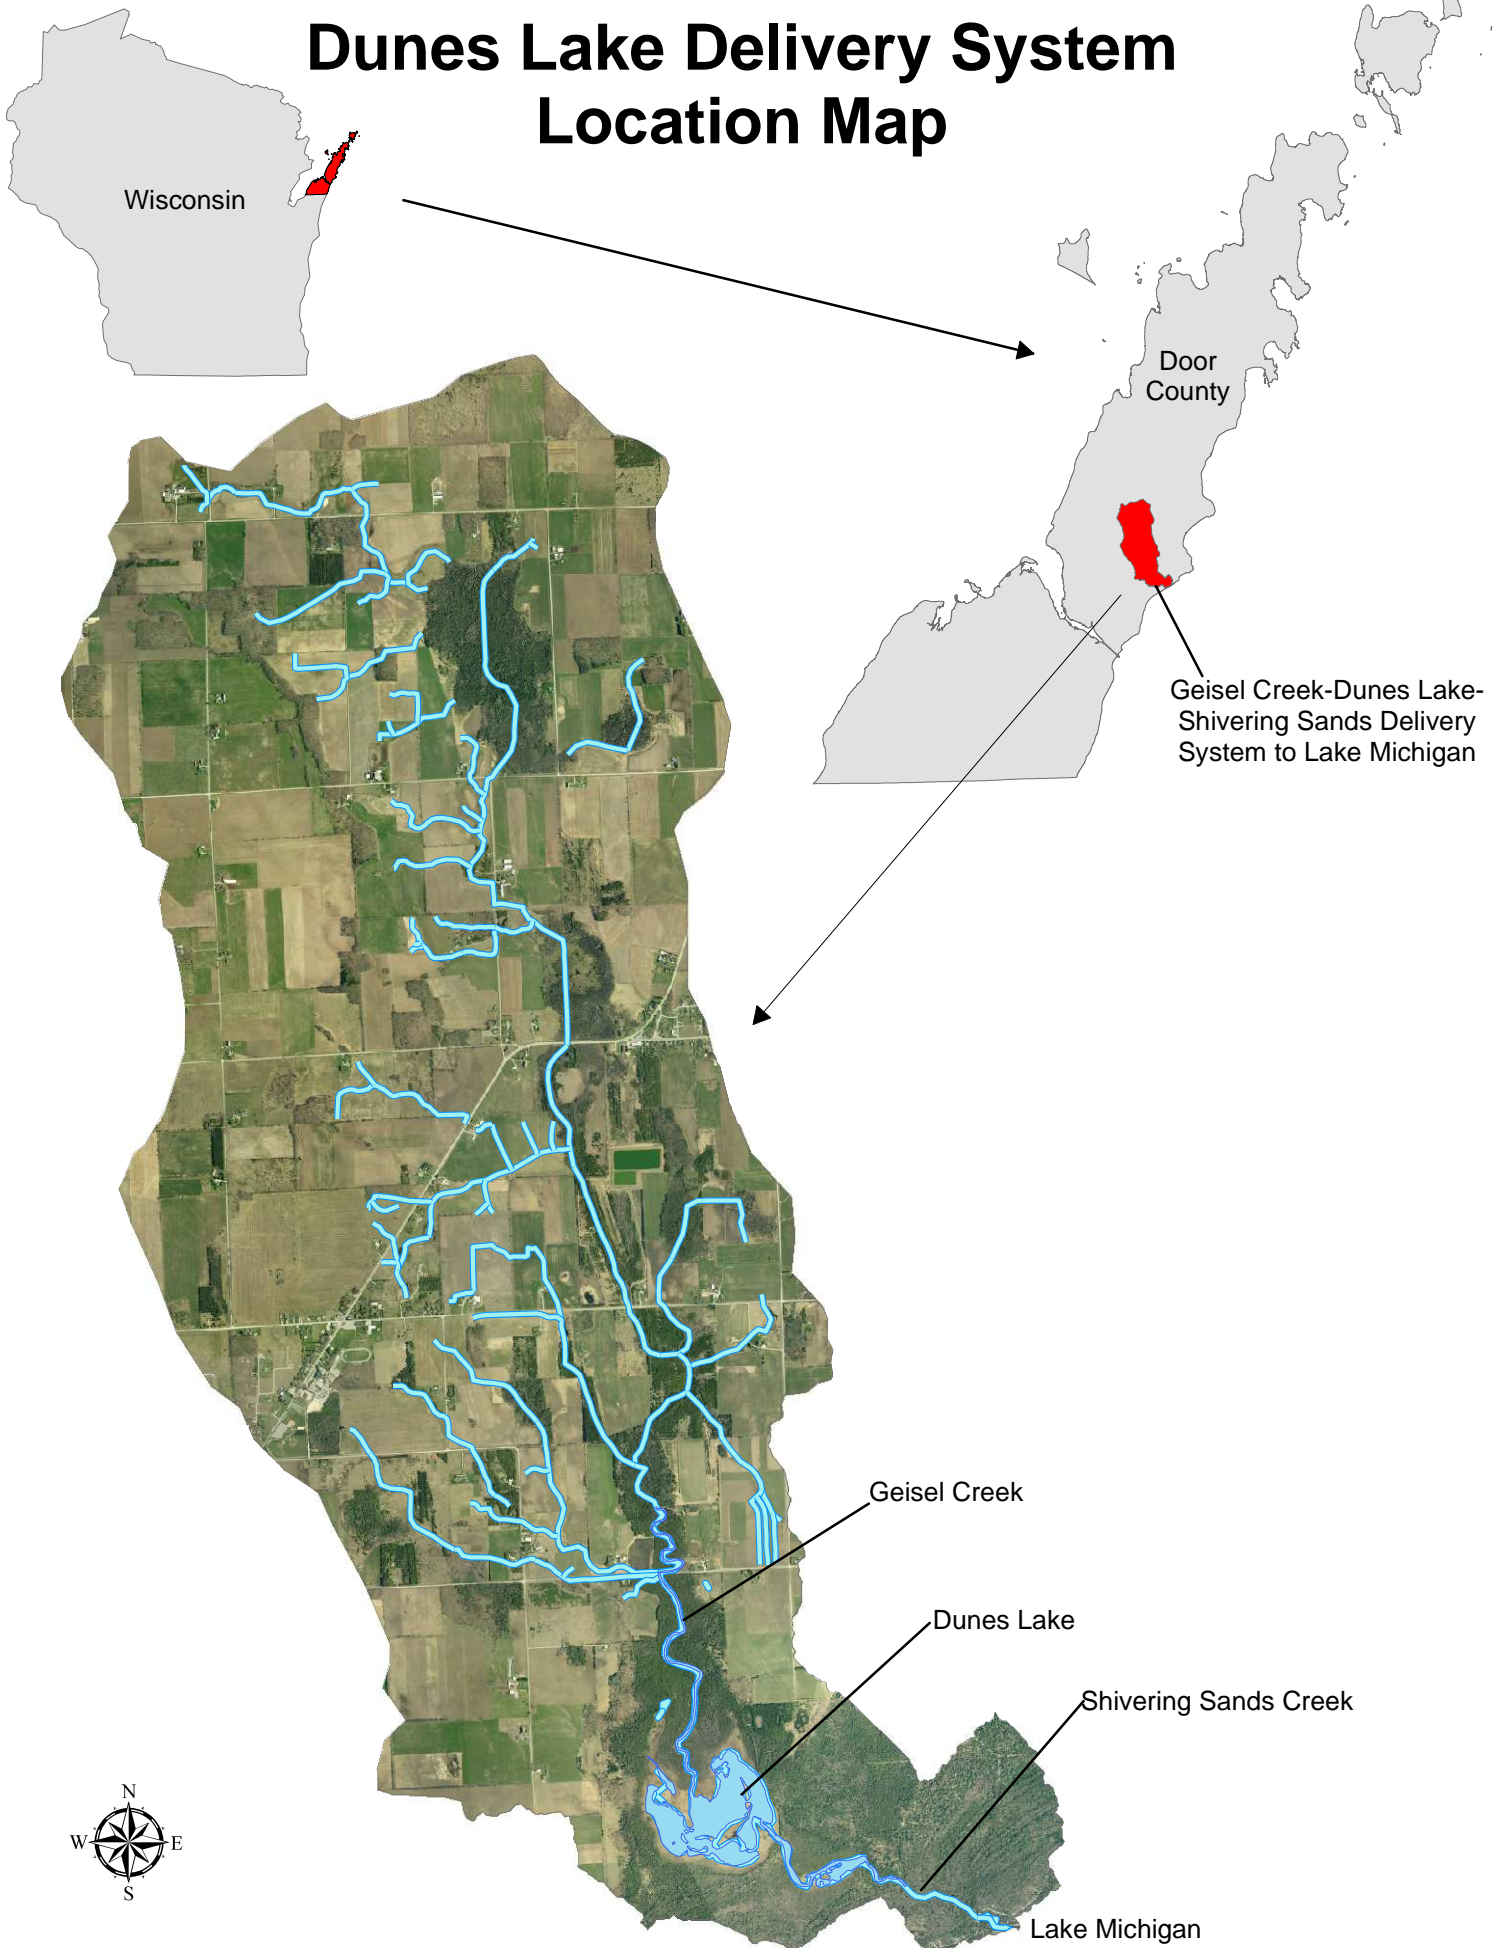 Dunes Lake Delivery System
Location Map
Wisconsin
Door
County
Geisel Creek-Dunes Lake-
Shivering Sands Delivery
System to Lake Michigan
Geisel Creek
Dunes Lake
Shivering Sands Creek
Lake Michigan
N
W E
S